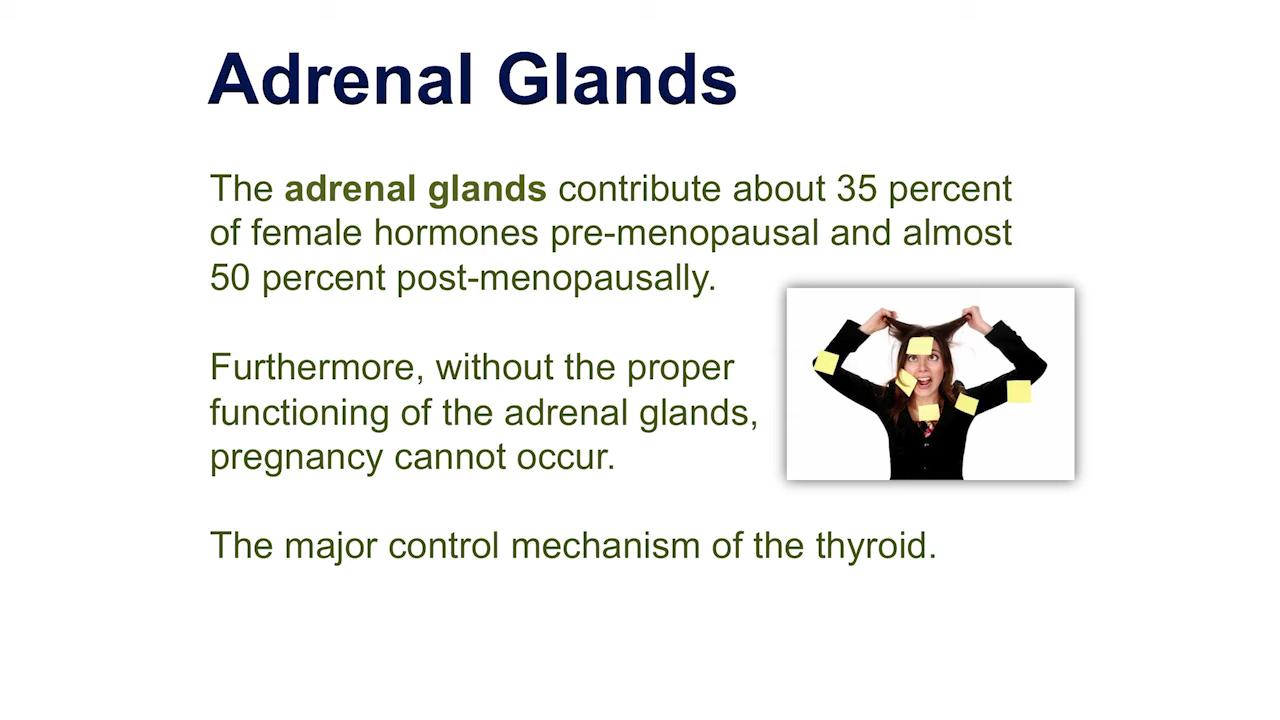 Adrenal Glands
The adrenal glands contribute about 35 percent
of female hormones pre-menopausal and almost
50 percent post-menopausally.
Furthermore, without the proper
functioning of the adrenal glands,
pregnancy cannot occur.
The major control mechanism of the thyroid.